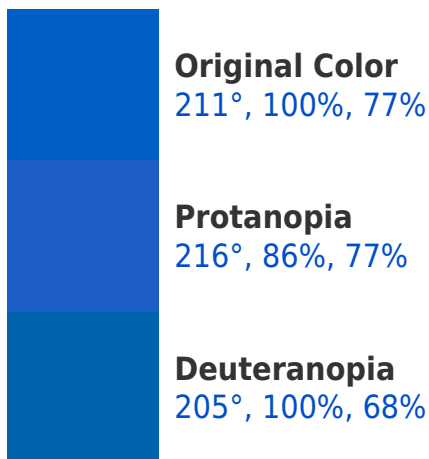 Original Color
211°, 100%, 77%
Protanopia
216°, 86%, 77%
Deuteranopia
205°, 100%, 68%